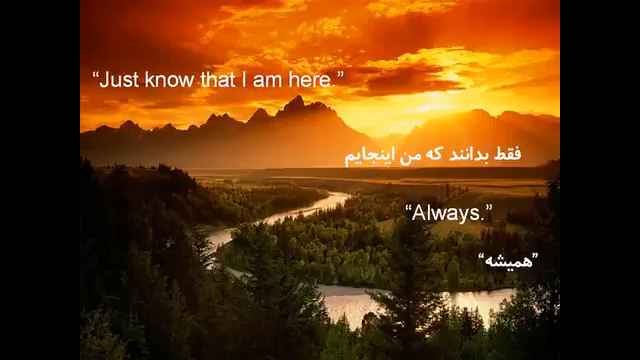 “Just know that I am here.”
فقط بدانند که من اینجایم
“Always.”
“همیشه”